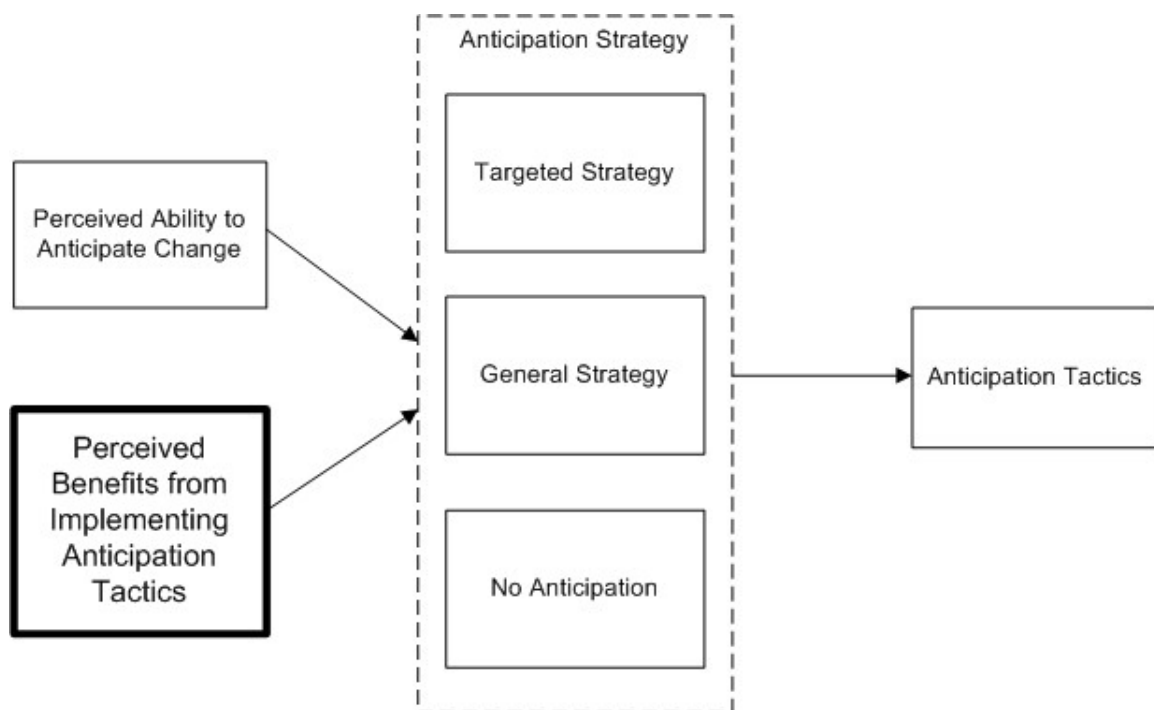 Anticipation Strategy
Targeted Strategy
Perceived Ability to
Anticipate Change
General Strategy
Anticipation Tactics
Perceived
Benefits from
Implementing
Anticipation
Tactics
No Anticipation